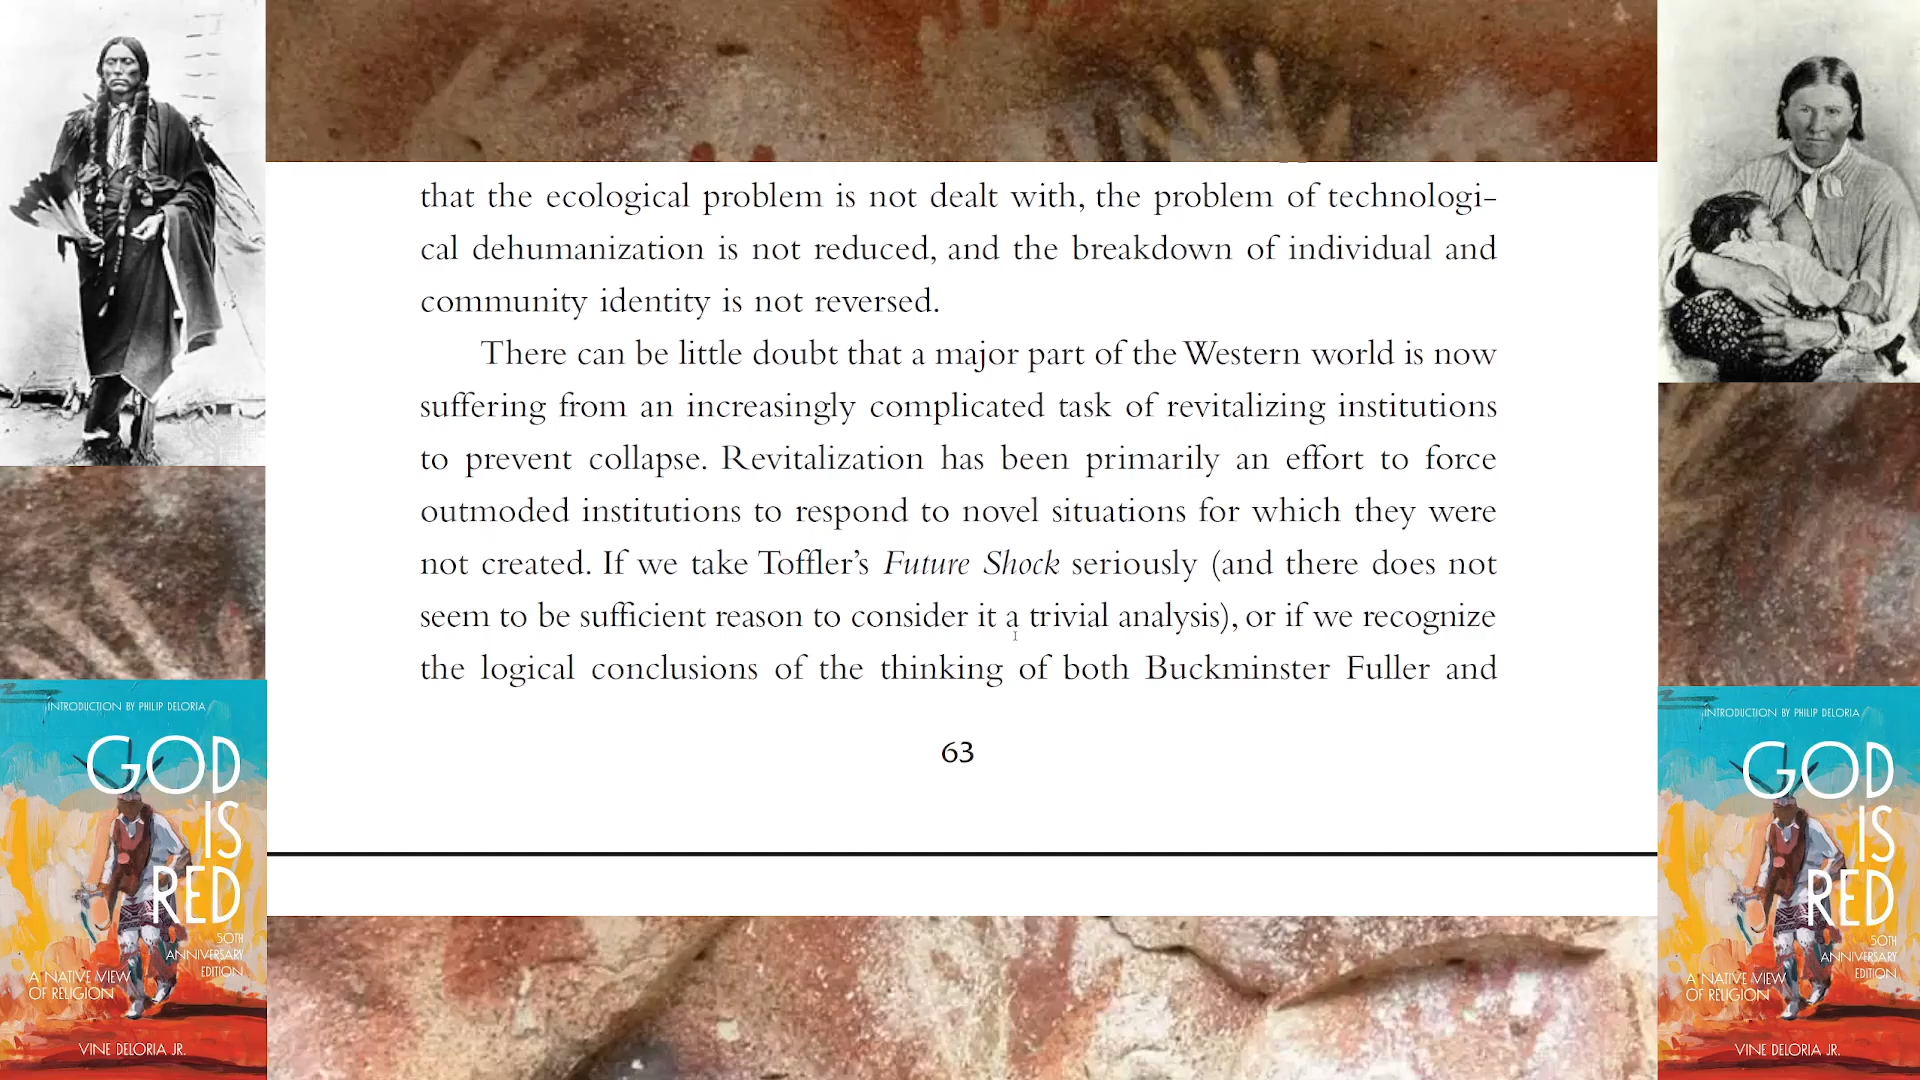 that the ecological problem is not dealt with, the problem of technologi-
cal dehumanization is not reduced, and the breakdown of individual and
community identity is not reversed.
There can be little doubt that a major part of the Western world is now
suffering from an increasingly complicated task of revitalizing institutions
to prevent collapse. Revitalization has been primarily an effort to force
outmoded institutions to respond to novel situations for which they were
not created. If we take Toffler’s Future Shock seriously (and there does not
seem to be sufficient reason to consider it a trivial analysis), or if we recognize
the logical conclusions of the thinking of both Buckminster Fuller and
63
INTRODUCTION BY PHILIP DELORIA
GOD
IS
RED
50TH
ANNIVERSARY
EDITION
A NATIVE VIEW
OF RELIGION
VINE DELORIA JR.
INTRODUCTION BY PHILIP DELORIA
GOD
IS
RED
50TH
ANNIVERSARY
EDITION
A NATIVE VIEW
OF RELIGION
VINE DELORIA JR.